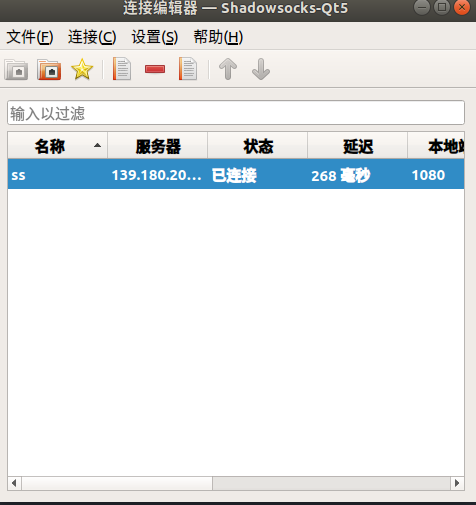 连接编辑器 — Shadowsocks-Qt5
文件(F) 连接(C) 设置(S) 帮助(H)
输入以过滤
名称 服务器 状态 延迟 本地
ss 139.180.20... 已连接 268 毫秒 1080